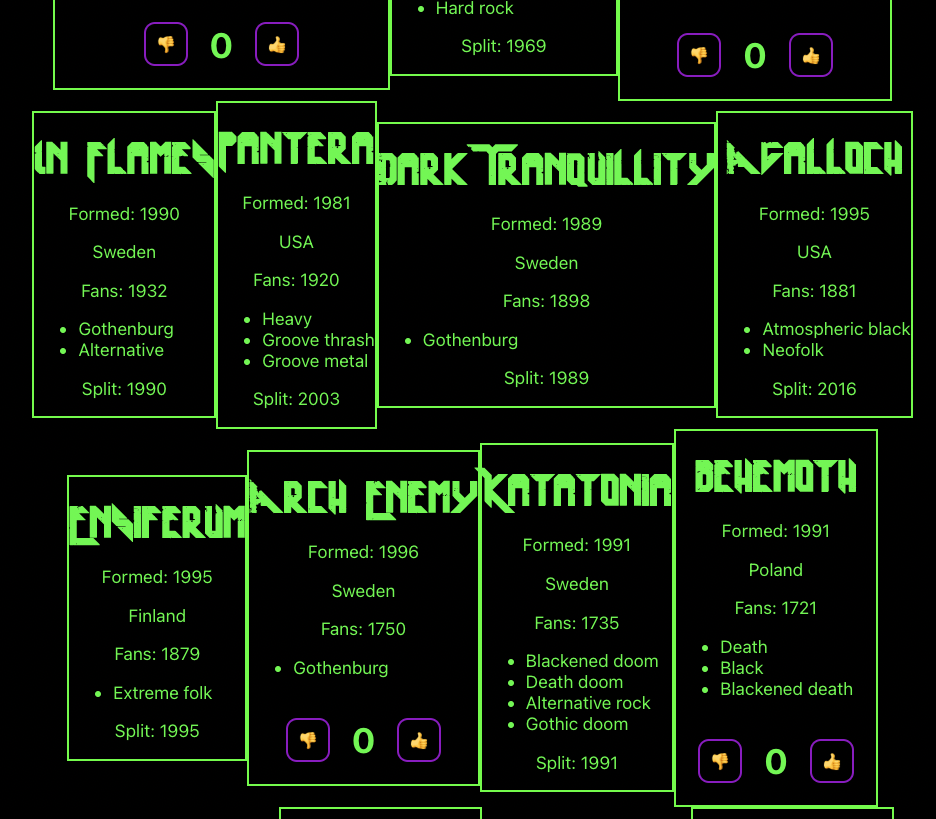 Hard rock
Split: 1969
0
0
In Flames
Formed: 1990
Sweden
Fans: 1932
Gothenburg
Alternative
Split: 1990
Pantera
Formed: 1981
USA
Fans: 1920
Heavy
Groove thrash
Groove metal
Split: 2003
Dark Tranquillity
Formed: 1989
Sweden
Fans: 1898
Gothenburg
Split: 1989
Agalloch
Formed: 1995
USA
Fans: 1881
Atmospheric black
Neofolk
Split: 2016
Ensiferum
Formed: 1995
Finland
Fans: 1879
Extreme folk
Split: 1995
Arch Enemy
Formed: 1996
Sweden
Fans: 1750
Gothenburg
0
Katatonia
Formed: 1991
Sweden
Fans: 1735
Blackened doom
Death doom
Alternative rock
Gothic doom
Split: 1991
Behemoth
Formed: 1991
Poland
Fans: 1721
Death
Black
Blackened death
0